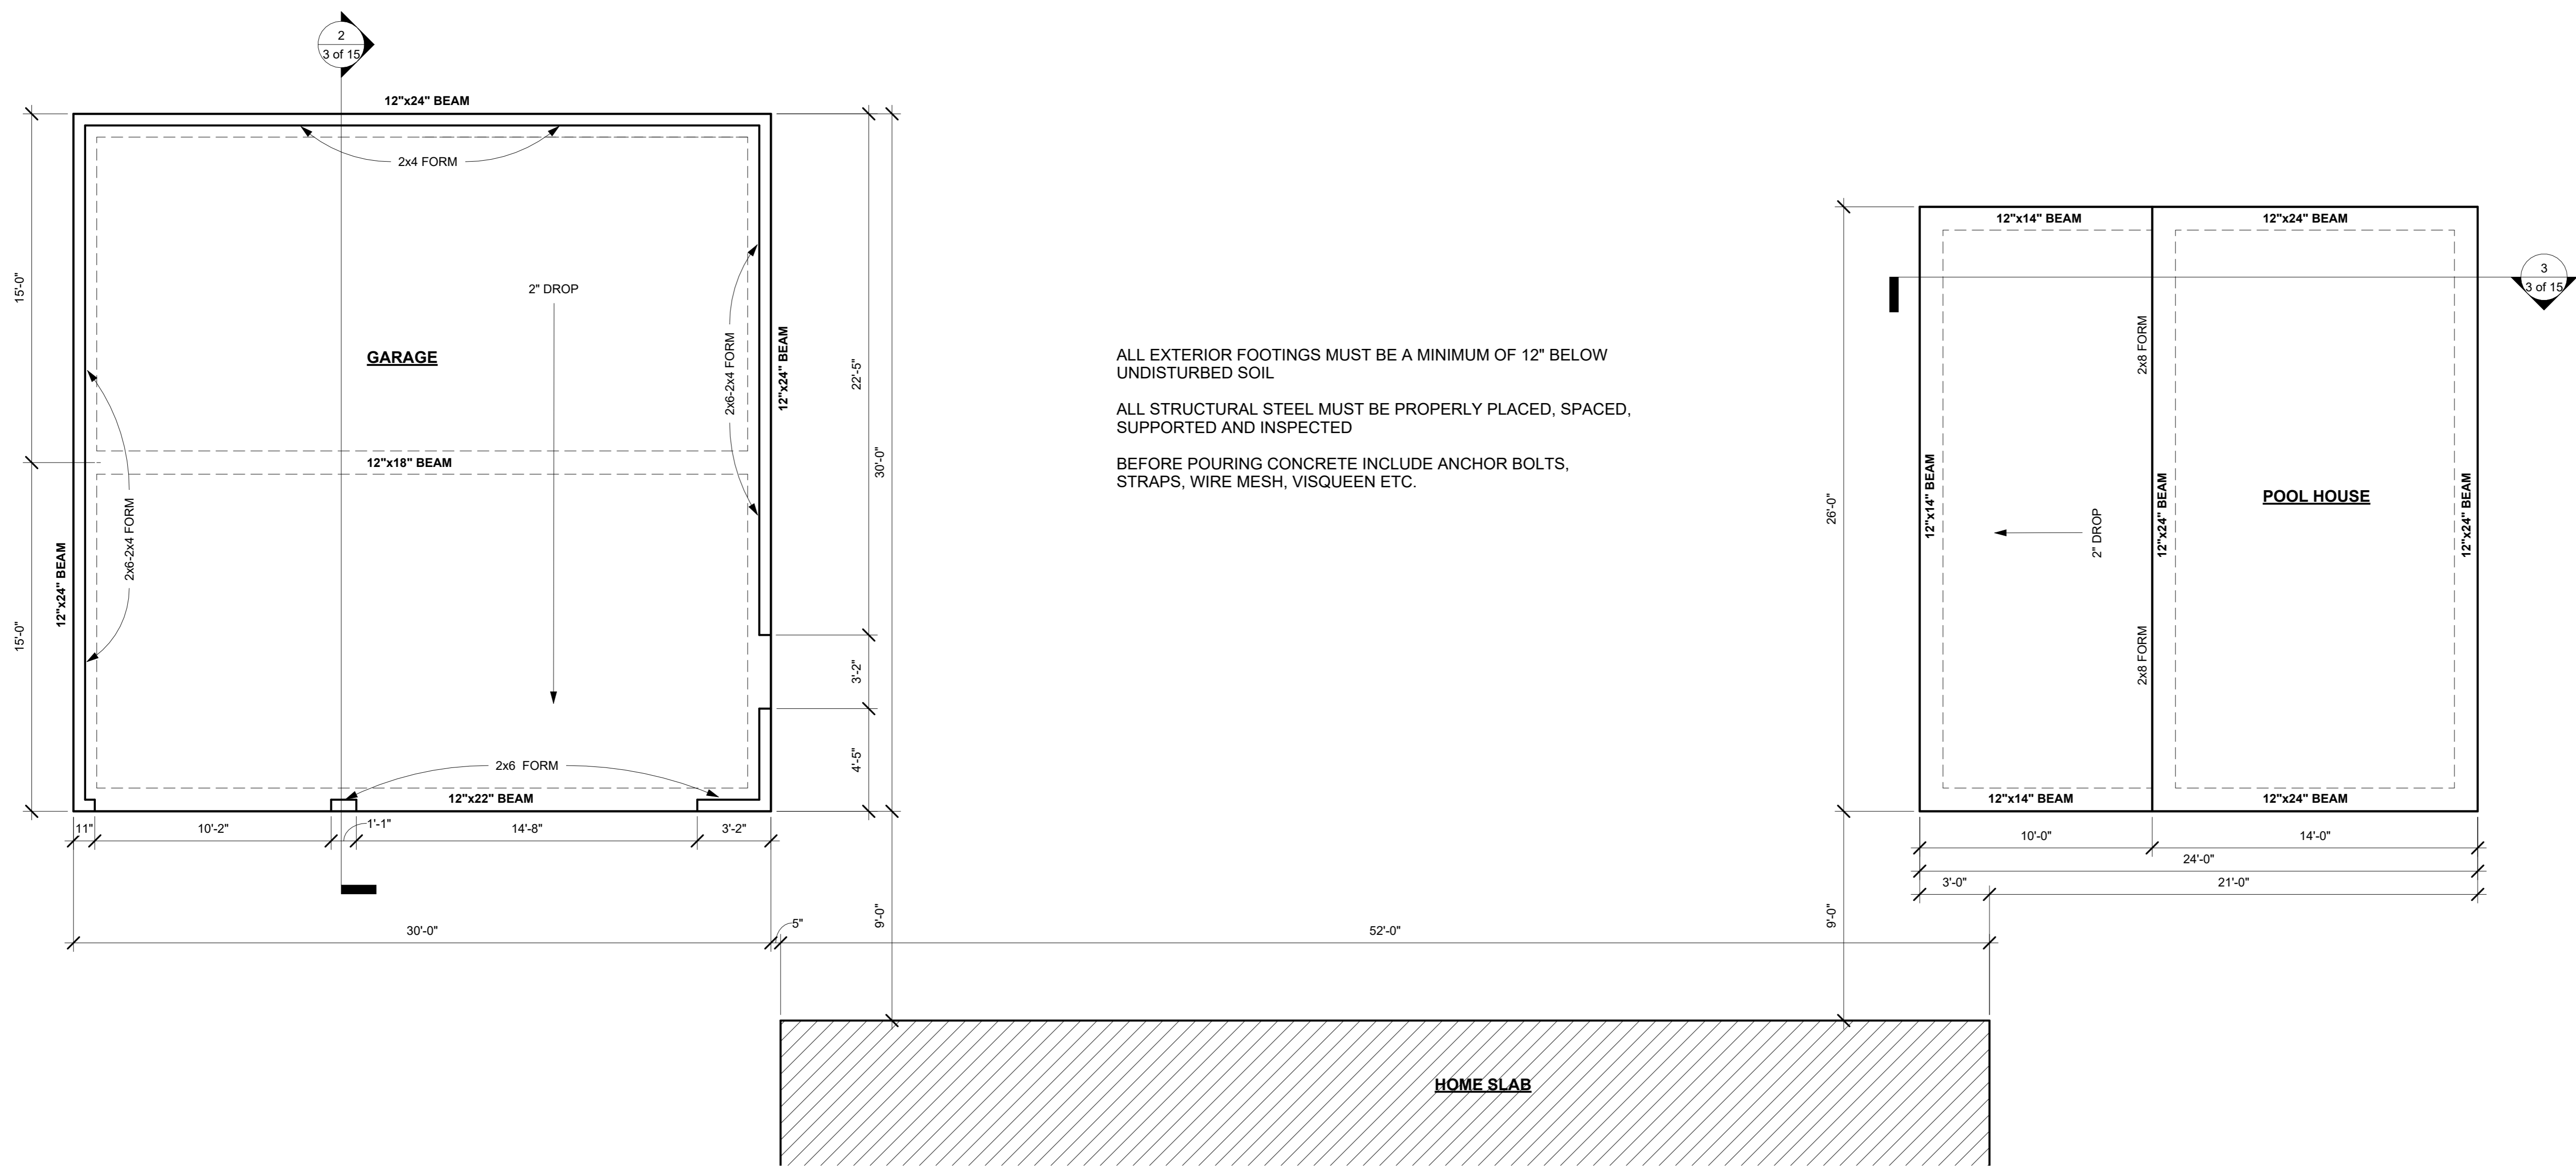 2
3 of 15
12"x24" BEAM
2x4 FORM
15'-0"
2" DROP
GARAGE
2x6-2x4 FORM
12"x24" BEAM
22'-5"
30'-0"
12"x18" BEAM
2x6-2x4 FORM
12"x24" BEAM
15'-0"
3'-2"
4'-5"
2x6 FORM
12"x22" BEAM
11"
10'-2"
1'-1"
14'-8"
3'-2"
30'-0"
5"
9'-0"
52'-0"
ALL EXTERIOR FOOTINGS MUST BE A MINIMUM OF 12" BELOW
UNDISTURBED SOIL
ALL STRUCTURAL STEEL MUST BE PROPERLY PLACED, SPACED,
SUPPORTED AND INSPECTED
BEFORE POURING CONCRETE INCLUDE ANCHOR BOLTS,
STRAPS, WIRE MESH, VISQUEEN ETC.
12"x14" BEAM
12"x24" BEAM
3
3 of 15
2x8 FORM
26'-0"
12"x14" BEAM
2" DROP
12"x24" BEAM
POOL HOUSE
12"x24" BEAM
2x8 FORM
12"x14" BEAM
12"x24" BEAM
10'-0"
14'-0"
24'-0"
3'-0"
21'-0"
9'-0"
HOME SLAB